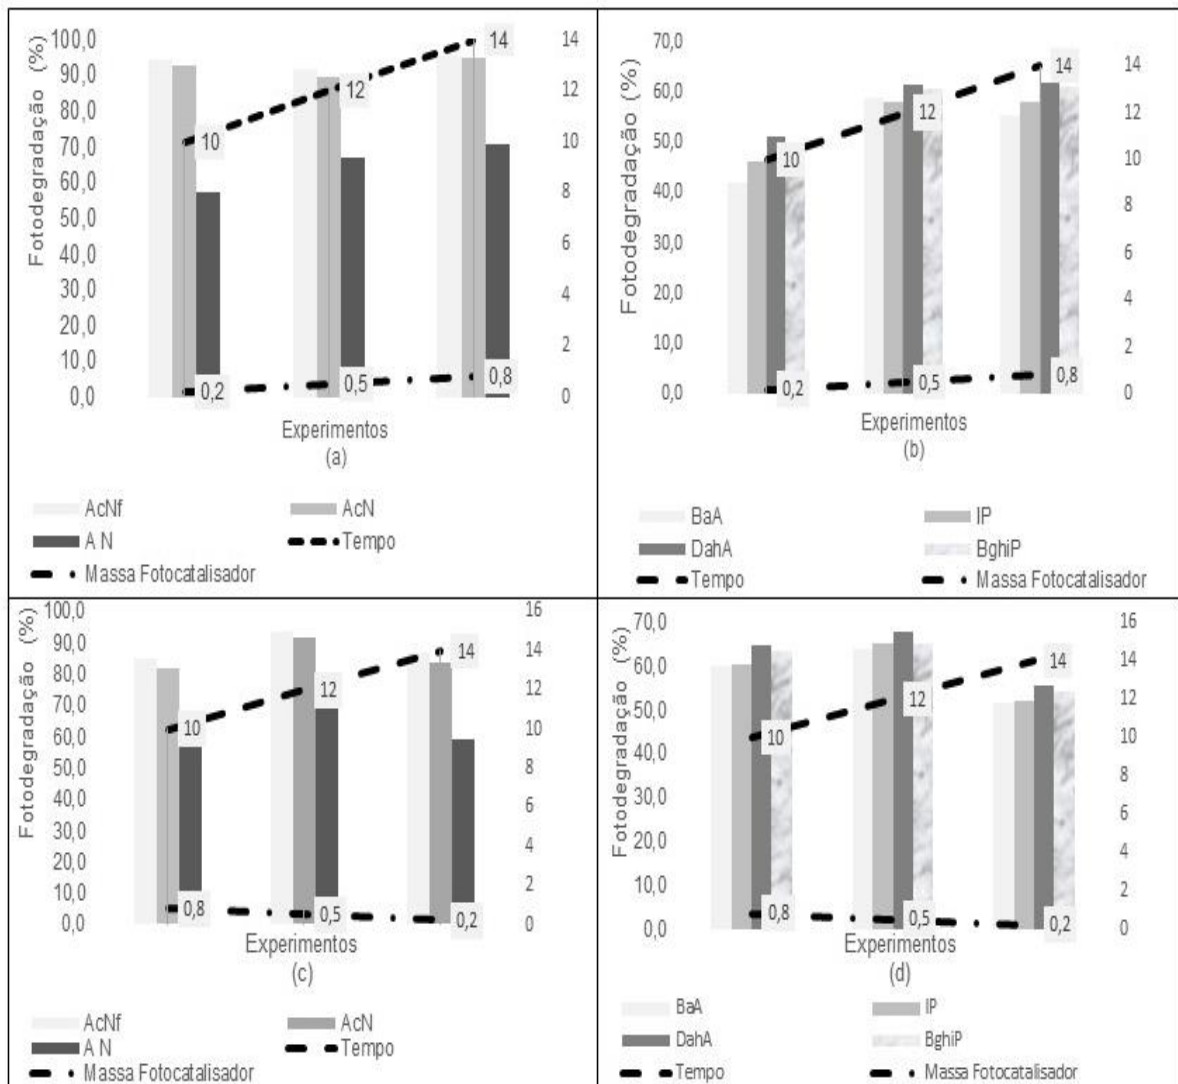 Fotodegradação (%)
100,0
90,0
80,0
70,0
60,0
50,0
40,0
30,0
20,0
10,0
0,0
10
12
14
0,2
0,5
0,8
14
12
10
8
6
4
2
0
Experimentos
(a)
AcNf
AcN
A N
Tempo
Massa Fotocatalisador
Fotodegradação (%)
70,0
60,0
50,0
40,0
30,0
20,0
10,0
0,0
10
12
14
0,2
0,5
0,8
14
12
10
8
6
4
2
0
Experimentos
(b)
BaA
IP
DahA
BghiP
Tempo
Massa Fotocatalisador
Fotodegradação (%)
100,0
90,0
80,0
70,0
60,0
50,0
40,0
30,0
20,0
10,0
0,0
10
12
14
0,8
0,5
0,2
16
14
12
10
8
6
4
2
0
Experimentos
(c)
AcNf
AcN
A N
Tempo
Massa Fotocatalisador
Fotodegradação (%)
70,0
60,0
50,0
40,0
30,0
20,0
10,0
0,0
10
12
14
0,8
0,5
0,2
16
14
12
10
8
6
4
2
0
Experimentos
(d)
BaA
IP
DahA
BghiP
Tempo
Massa Fotocatalisador